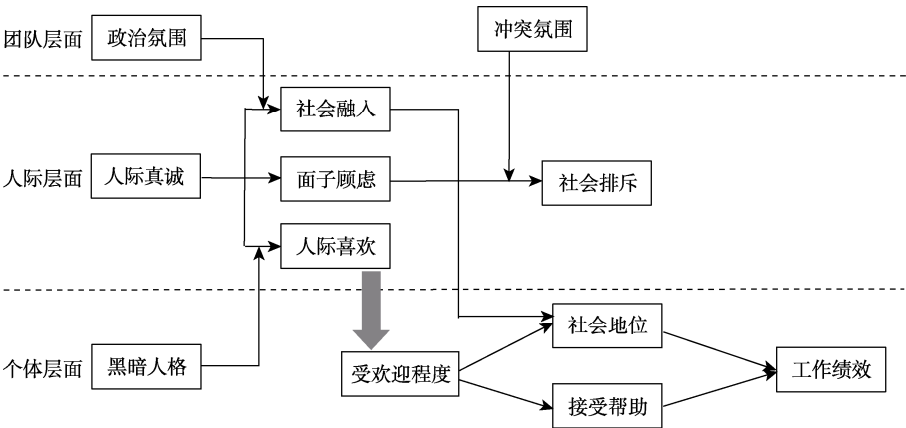 团队层面
政治氛围
冲突氛围
社会融入
人际层面
人际真诚
面子顾虑
社会排斥
人际喜欢
社会地位
个体层面
黑暗人格
受欢迎程度
工作绩效
接受帮助